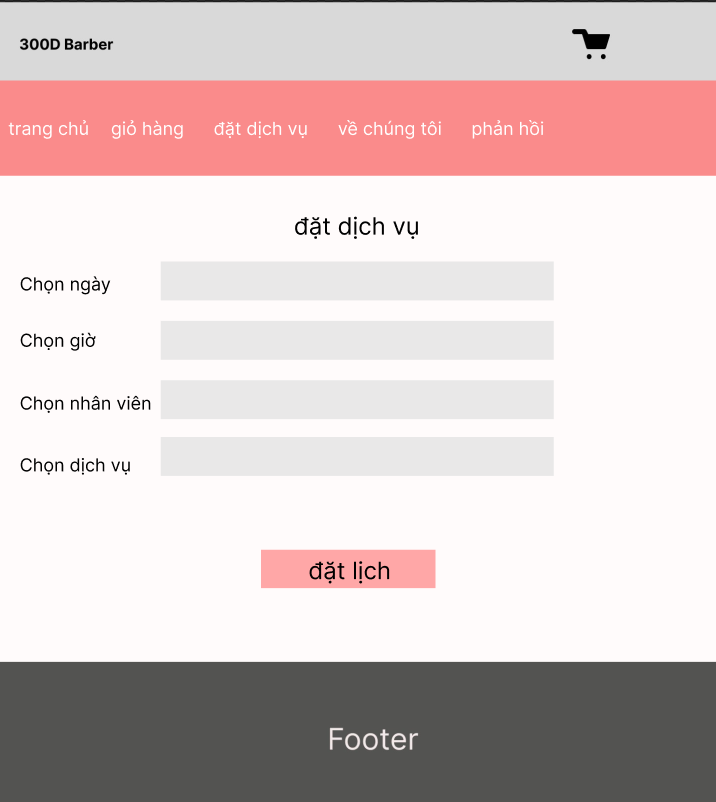 300D Barber
trang chủ giỏ hàng đặt dịch vụ về chúng tôi phản hồi
đặt dịch vụ
Chọn ngày
Chọn giờ
Chọn nhân viên
Chọn dịch vụ
đặt lịch
Footer